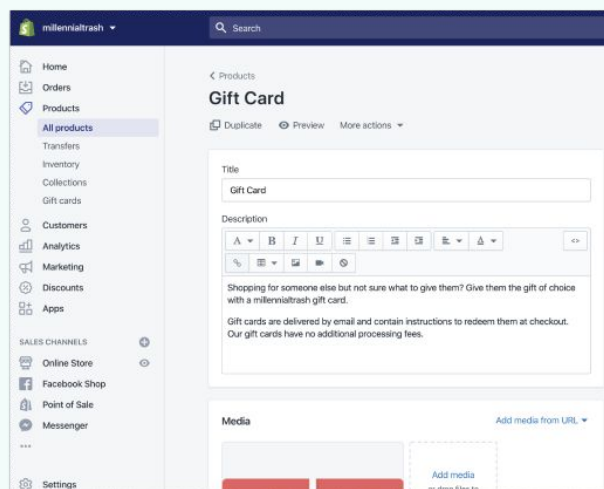 millennialtrash
Search
Home
Orders
Products
All products
Transfers
Inventory
Collections
Gift cards
Customers
Analytics
Marketing
Discounts
Apps
SALES CHANNELS
Online Store
Facebook Shop
Point of Sale
Messenger
Settings
Products
Gift Card
Duplicate Preview More actions
Title
Gift Card
Description
A B I U A <>
Shopping for someone else but not sure what to give them? Give them the gift of choice
with a millennialtrash gift card.
Gift cards are delivered by email and contain instructions to redeem them at checkout.
Our gift cards have no additional processing fees.
Media Add media from URL
Add media
or drop files to